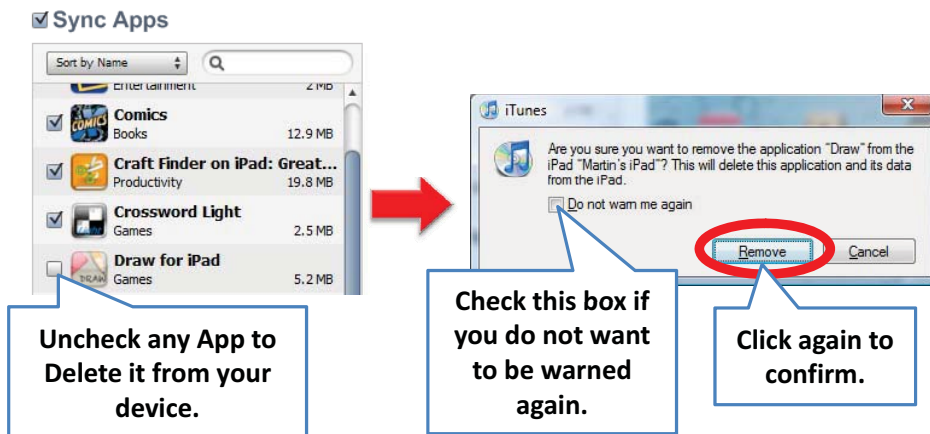 Sync Apps
Sort by Name
Entertainment 2 MB
Comics
Books 12.9 MB
Craft Finder on iPad: Great...
Productivity 19.8 MB
Crossword Light
Games 2.5 MB
Draw for iPad
Games 5.2 MB
COMICS
DRAW
Uncheck any App to
Delete it from your
device.
iTunes
Are you sure you want to remove the application "Draw" from the
iPad "Martin's iPad"? This will delete this application and its data
from the iPad.
Do not warn me again
Remove Cancel
Check this box if
you do not want
to be warned
again.
Click again to
confirm.